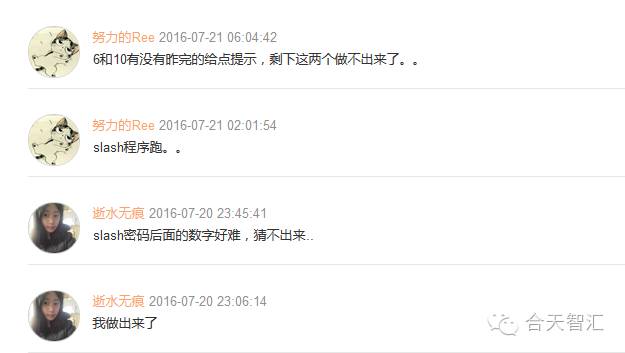 努力的Ree 2016-07-21 06:04:42
6和10有没有昨完的给点提示，剩下这两个做不出来了。。
努力的Ree 2016-07-21 02:01:54
slash程序跑。。
逝水无痕 2016-07-20 23:45:41
slash密码后面的数字好难，猜不出来..
逝水无痕 2016-07-20 23:06:14
我做出来了
合天智汇